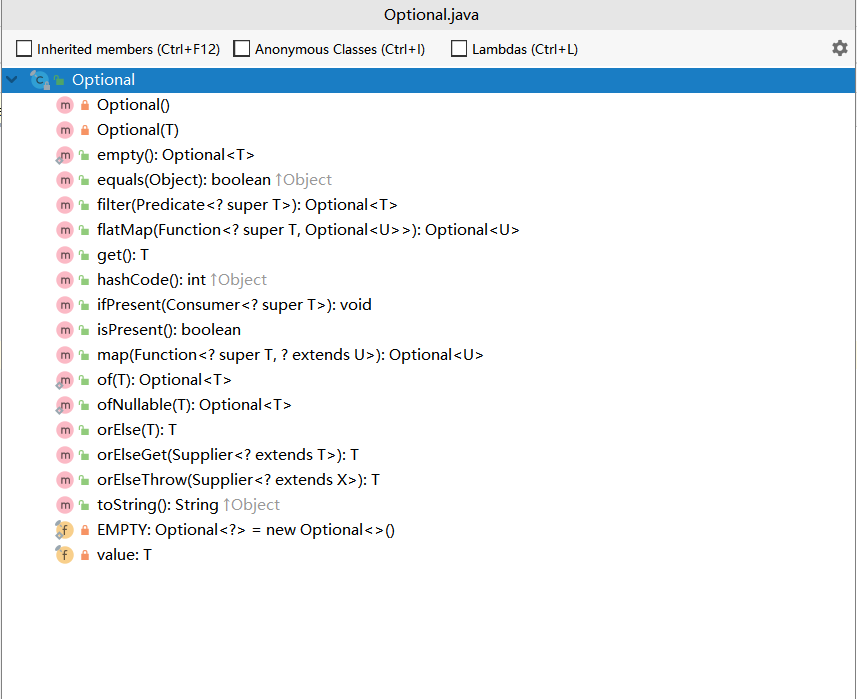 Optional.java
Inherited members (Ctrl+F12) Anonymous Classes (Ctrl+I) Lambdas (Ctrl+L)
Optional
Optional()
Optional(T)
empty(): Optional<T>
equals(Object): boolean ↑Object
filter(Predicate<? super T>): Optional<T>
flatMap(Function<? super T, Optional<U>>): Optional<U>
get(): T
hashCode(): int ↑Object
ifPresent(Consumer<? super T>): void
isPresent(): boolean
map(Function<? super T, ? extends U>): Optional<U>
of(T): Optional<T>
ofNullable(T): Optional<T>
orElse(T): T
orElseGet(Supplier<? extends T>): T
orElseThrow(Supplier<? extends X>): T
toString(): String ↑Object
EMPTY: Optional<?> = new Optional<>()
value: T